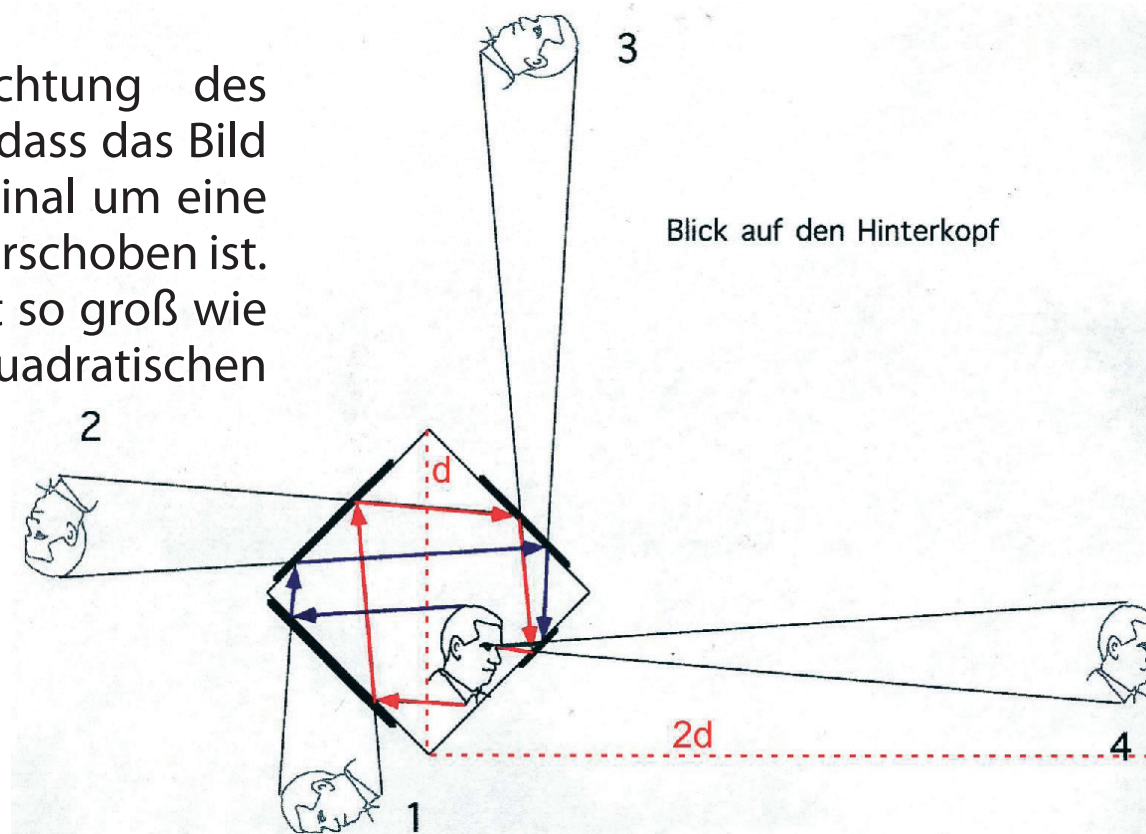 chtung des
dass das Bild
inal um eine
rschoben ist.
t so groß wie
uadratischen
3
Blick auf den Hinterkopf
2
d
2d
4
1